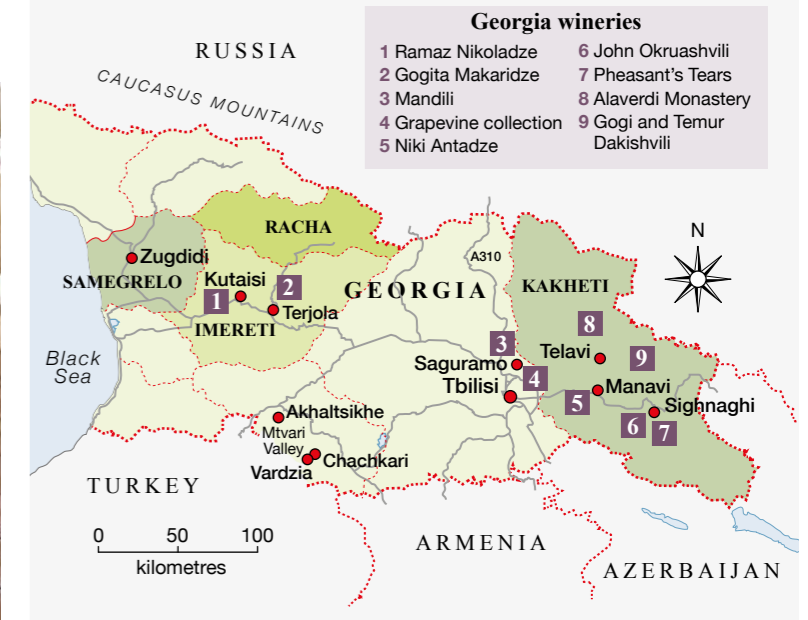 Georgia wineries
1 Ramaz Nikoladze
2 Gogita Makaridze
3 Mandili
4 Grapevine collection
5 Niki Antadze
6 John Okruashvili
7 Pheasant's Tears
8 Alaverdi Monastery
9 Gogi and Temur
Dakishvili
RUSSIA
CAUCASUS MOUNTAINS
RACHA
N
A310
Zugdidi
SAMEGRELO
Kutaisi
1
2
Terjola
IMERETI
GEORGIA
KAKHETI
8
Telavi
9
3
Saguramo
4
Tbilisi
Manavi
5
Sighnaghi
6
7
Black
Sea
Akhaltsikhe
Mtvari
Valley
Chachkari
Vardzia
TURKEY
0 50 100
kilometres
ARMENIA
AZERBAIJAN